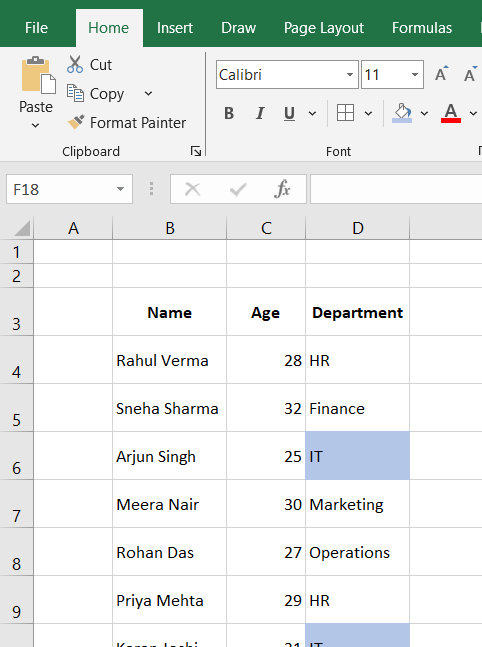 File Home Insert Draw Page Layout Formulas
Cut
Calibri 11 A A
Paste
Copy
B I U A
Format Painter
Clipboard Font
F18 fx
A B C D
1
2
3 Name Age Department
4 Rahul Verma 28 HR
5 Sneha Sharma 32 Finance
6 Arjun Singh 25 IT
7 Meera Nair 30 Marketing
8 Rohan Das 27 Operations
9 Priya Mehta 29 HR